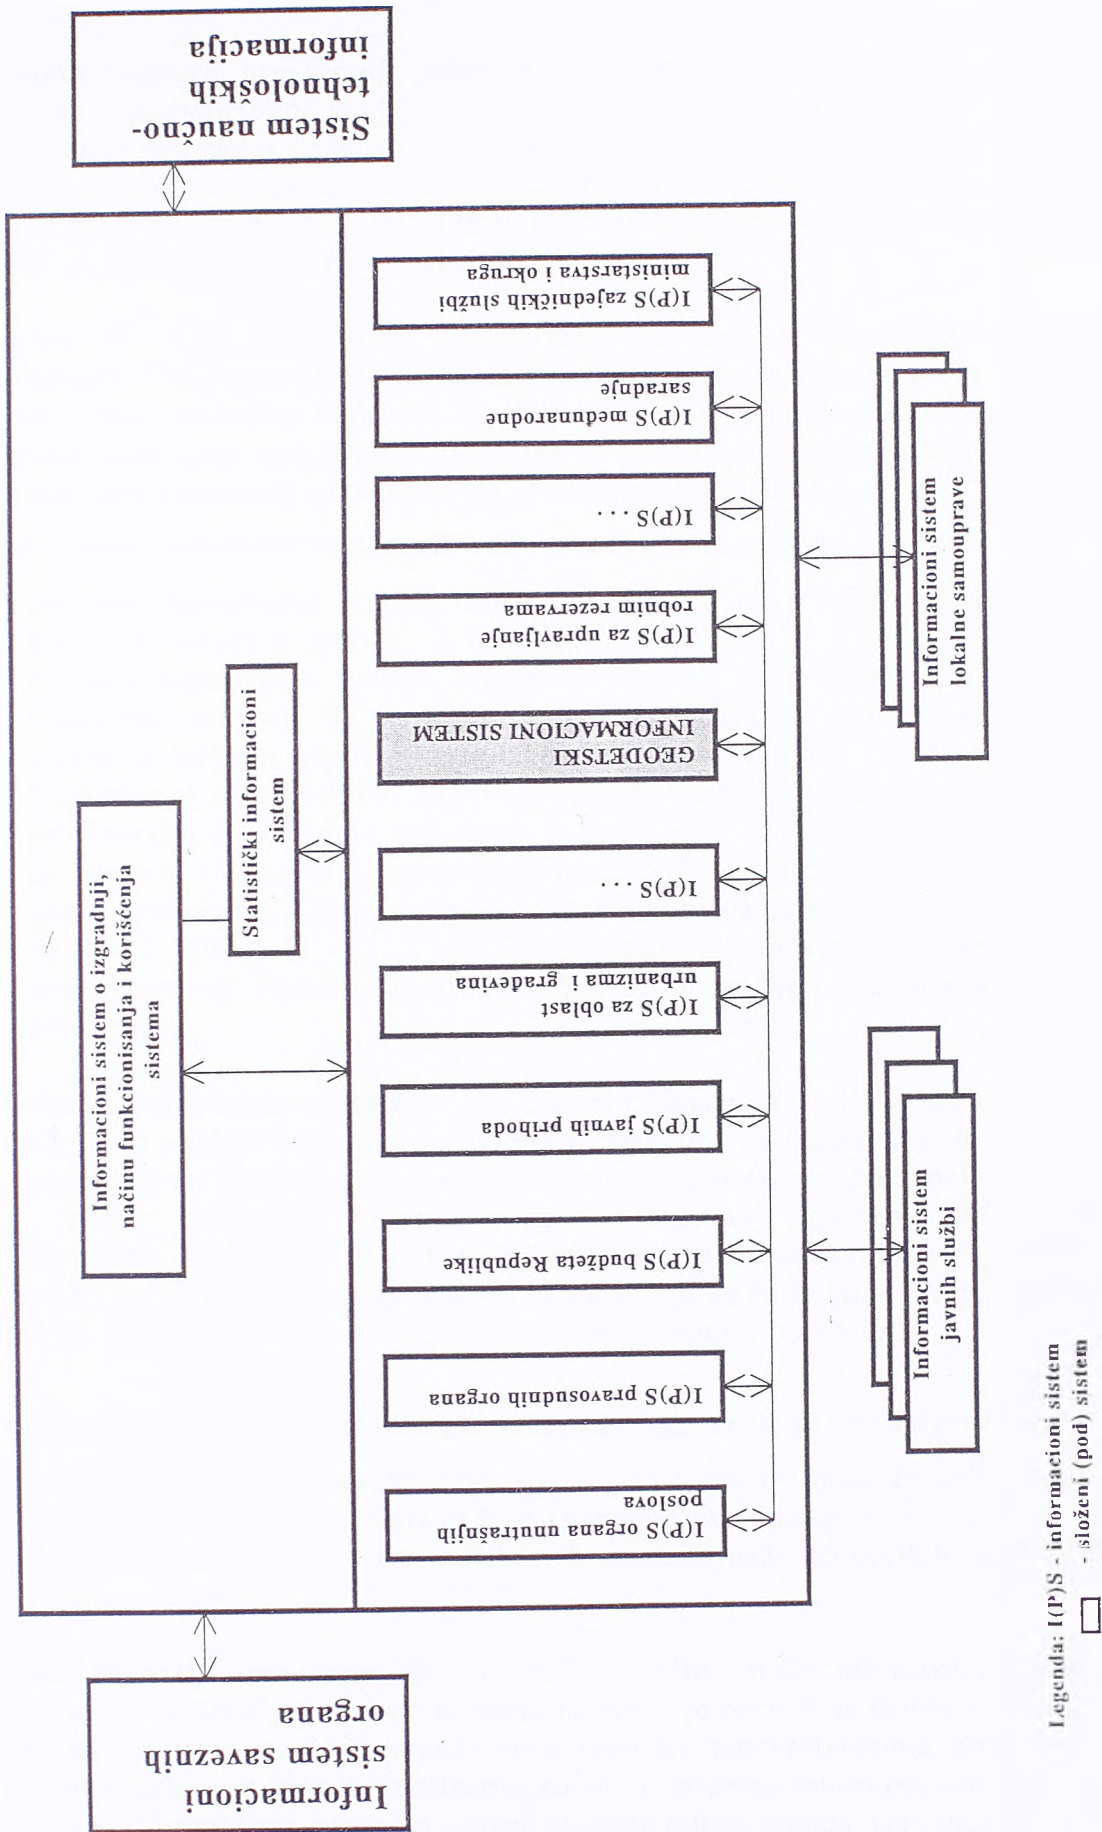 Informacioni
sistem saveznih
organa
Informacioni sistem o izgradnji,
načinu funkcionisanja i korišćenja
sistema
Statistički informacioni
sistem
Sistem naučno-
tehnoloških
informacija
I(P)S organa unutrašnjih
poslova
I(P)S pravosudnih organa
I(P)S budžeta Republike
I(P)S javnih prihoda
I(P)S za oblast
urbanizma i građevina
I(P)S ...
GEODETSKI
INFORMACIONI SISTEM
I(P)S za upravljanje
robnim rezervama
I(P)S ...
I(P)S međunarodne
saradnje
I(P)S zajedničkih službi
ministarstva i okruga
Informacioni sistem
javnih službi
Informacioni sistem
lokalne samouprave
Legenda: I(P)S - informacioni sistem
- složeni (pod) sistem